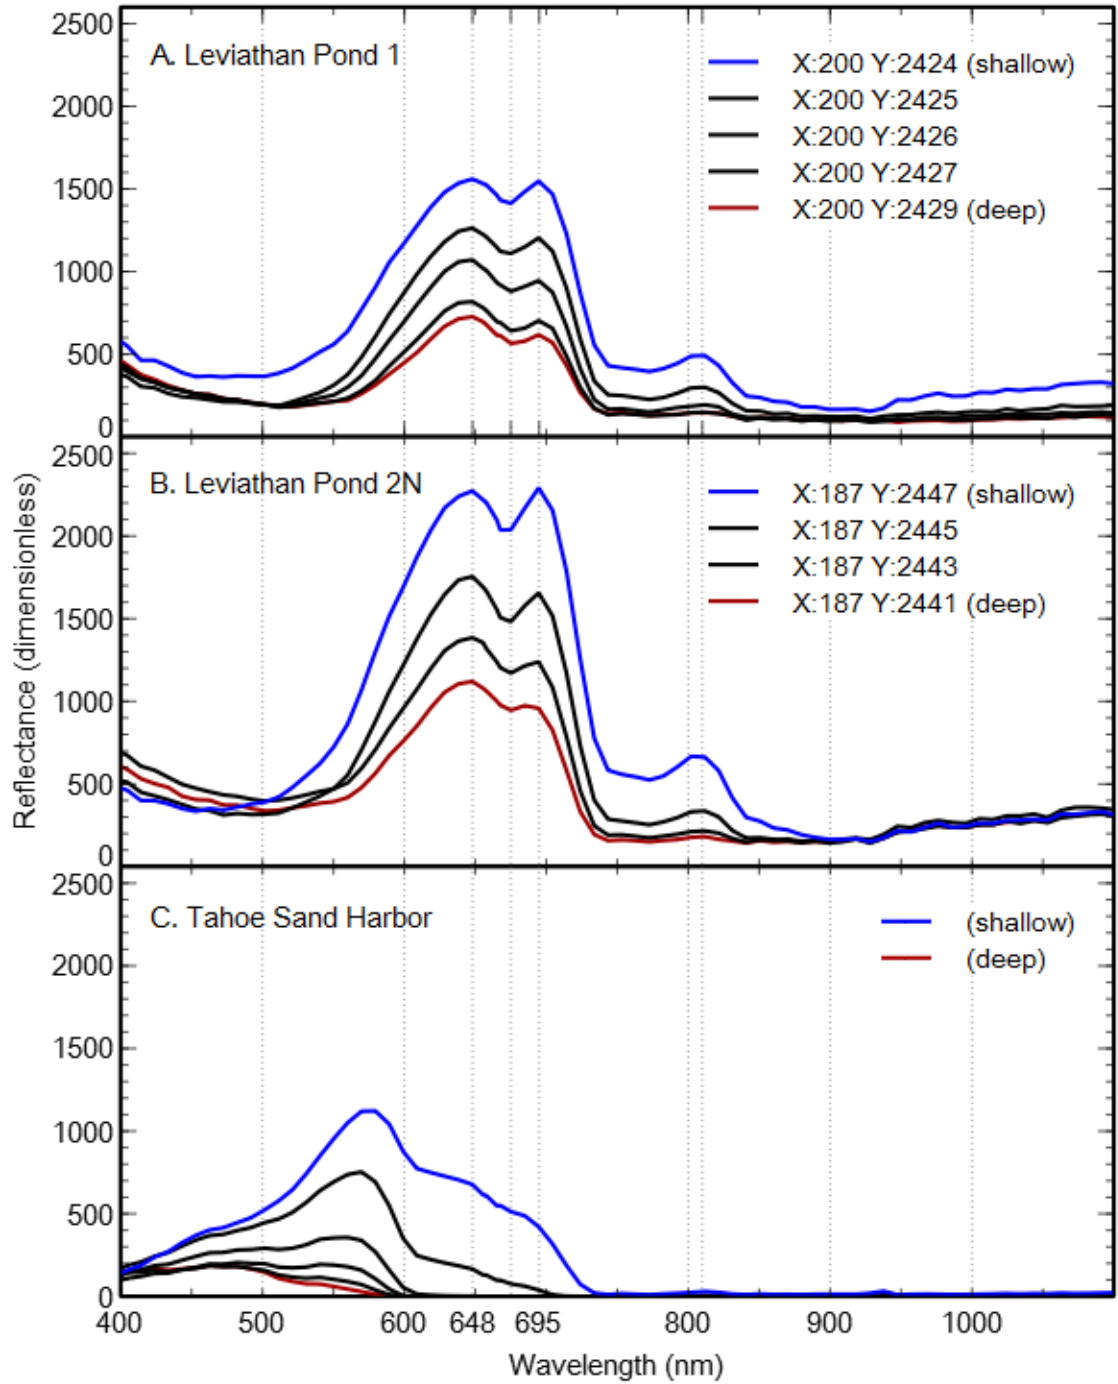 A. Leviathan Pond 1
X:200 Y:2424 (shallow)
X:200 Y:2425
X:200 Y:2426
X:200 Y:2427
X:200 Y:2429 (deep)
2500
2000
1500
1000
500
0
B. Leviathan Pond 2N
X:187 Y:2447 (shallow)
X:187 Y:2445
X:187 Y:2443
X:187 Y:2441 (deep)
2500
2000
1500
1000
500
0
Reflectance (dimensionless)
C. Tahoe Sand Harbor
(shallow)
(deep)
2500
2000
1500
1000
500
0
400 500 600 648 695 800 900 1000
Wavelength (nm)